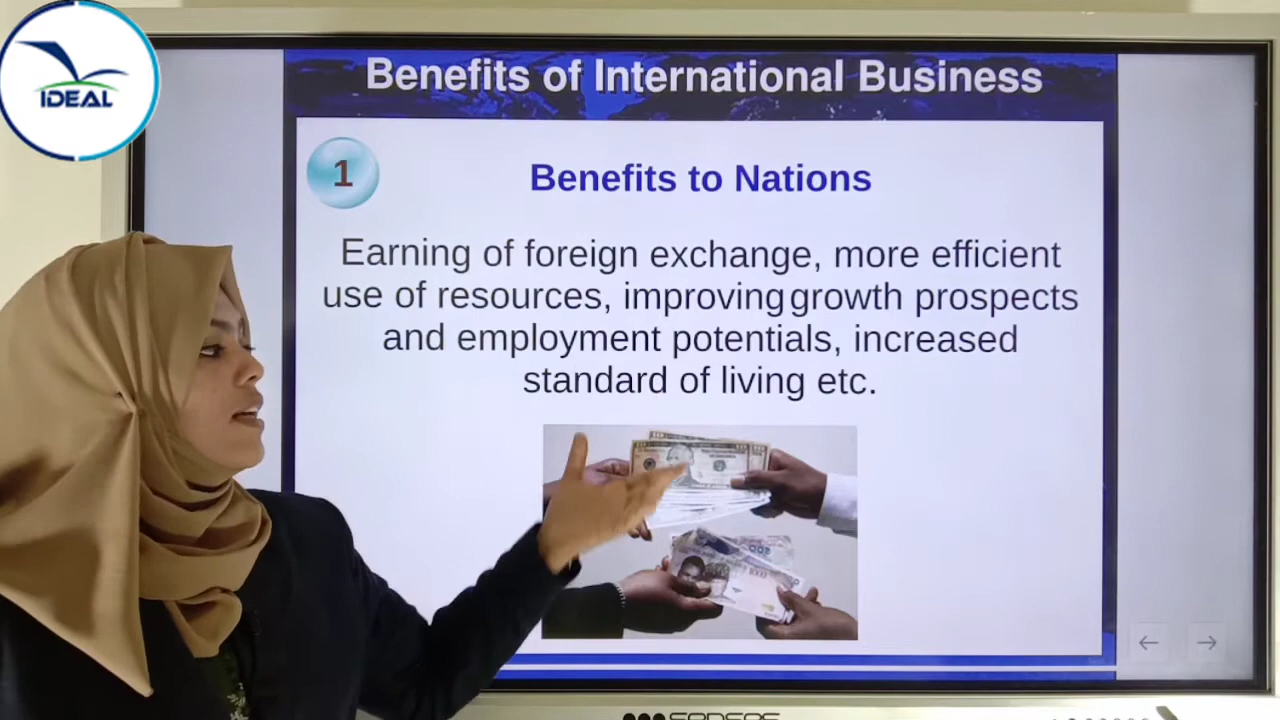 IDEAL
Benefits of International Business
1
Benefits to Nations
Earning of foreign exchange, more efficient
use of resources, improving growth prospects
and employment potentials, increased
standard of living etc.